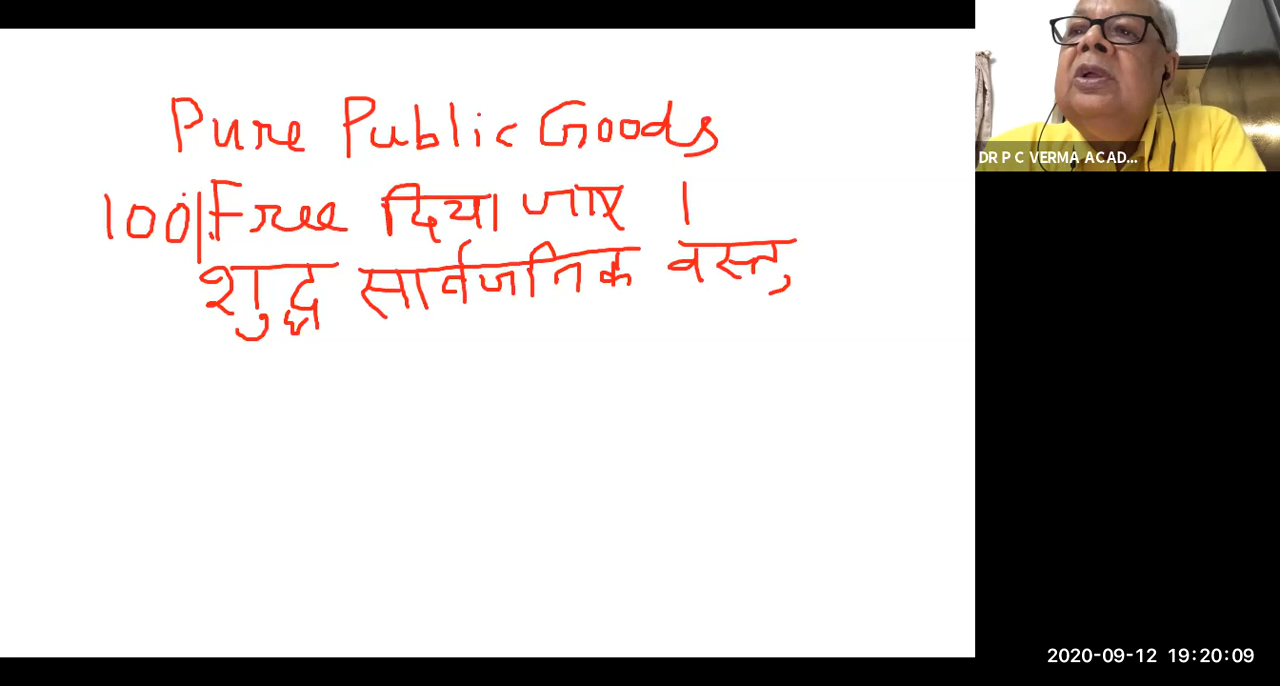 Pure Public Goods
100% Free दिया जाए।
शुद्ध सार्वजनिक वस्तु
DR P C VERMA ACAD...
2020-09-12 19:20:09